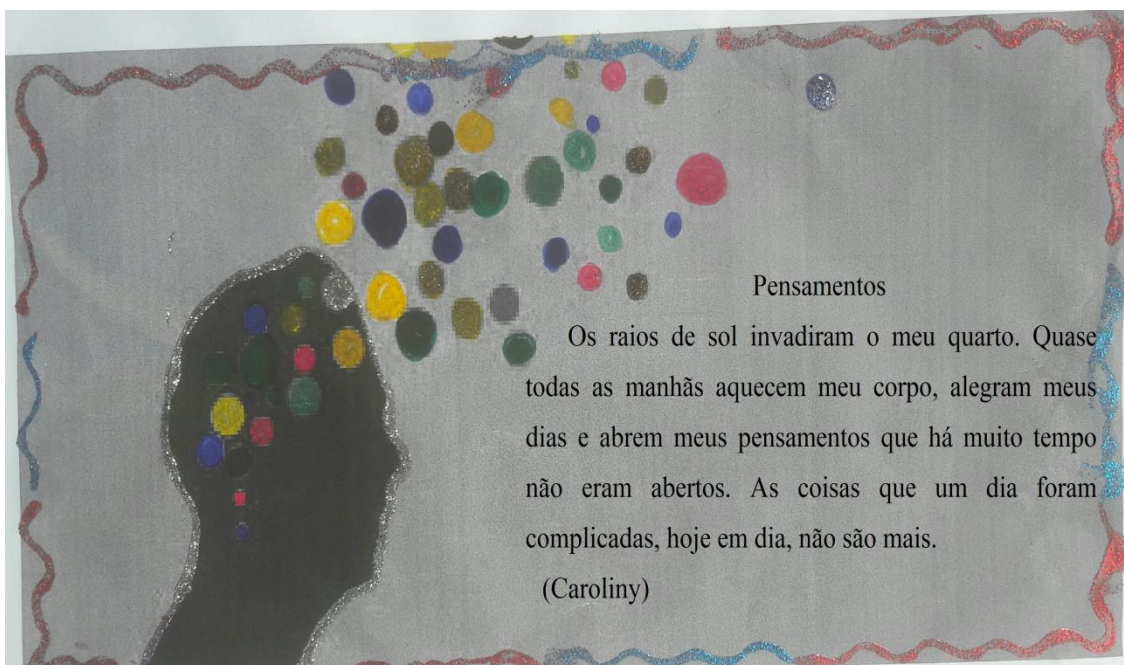 Pensamentos
Os raios de sol invadiram o meu quarto. Quase
todas as manhãs aquecem meu corpo, alegram meus
dias e abrem meus pensamentos que há muito tempo
não eram abertos. As coisas que um dia foram
complicadas, hoje em dia, não são mais.
(Caroliny)